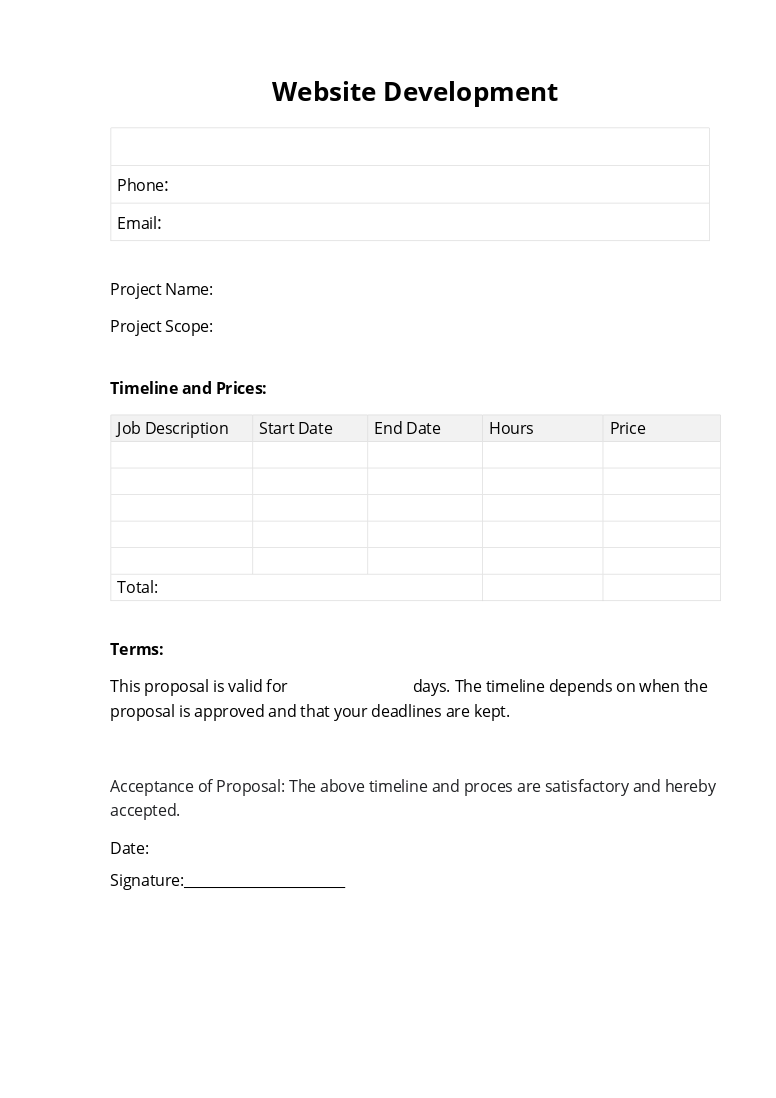 Website Development
Phone:
Email:
Project Name:
Project Scope:
Timeline and Prices:
Job Description Start Date End Date Hours Price
Total:
Terms:
This proposal is valid for days. The timeline depends on when the
proposal is approved and that your deadlines are kept.
Acceptance of Proposal: The above timeline and proces are satisfactory and hereby
accepted.
Date:
Signature:_____________________